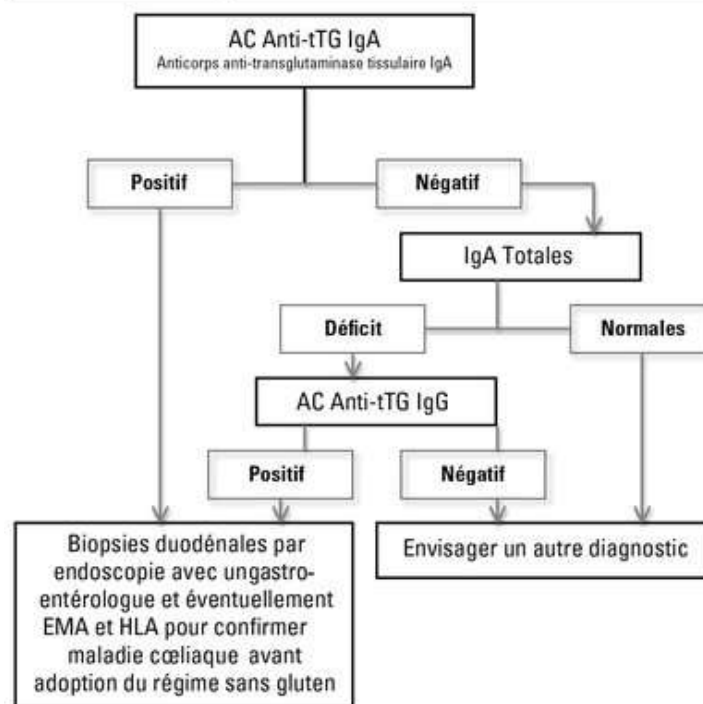 AC Anti-tTG IgA
Anticorps anti-transglutaminase tissulaire IgA
Positif
Négatif
IgA Totales
Déficit
Normales
AC Anti-tTG IgG
Positif
Négatif
Biopsies duodénales par
endoscopie avec ungastro-
entérologue et éventuellement
EMA et HLA pour confirmer
maladie cœliaque avant
adoption du régime sans gluten
Envisager un autre diagnostic